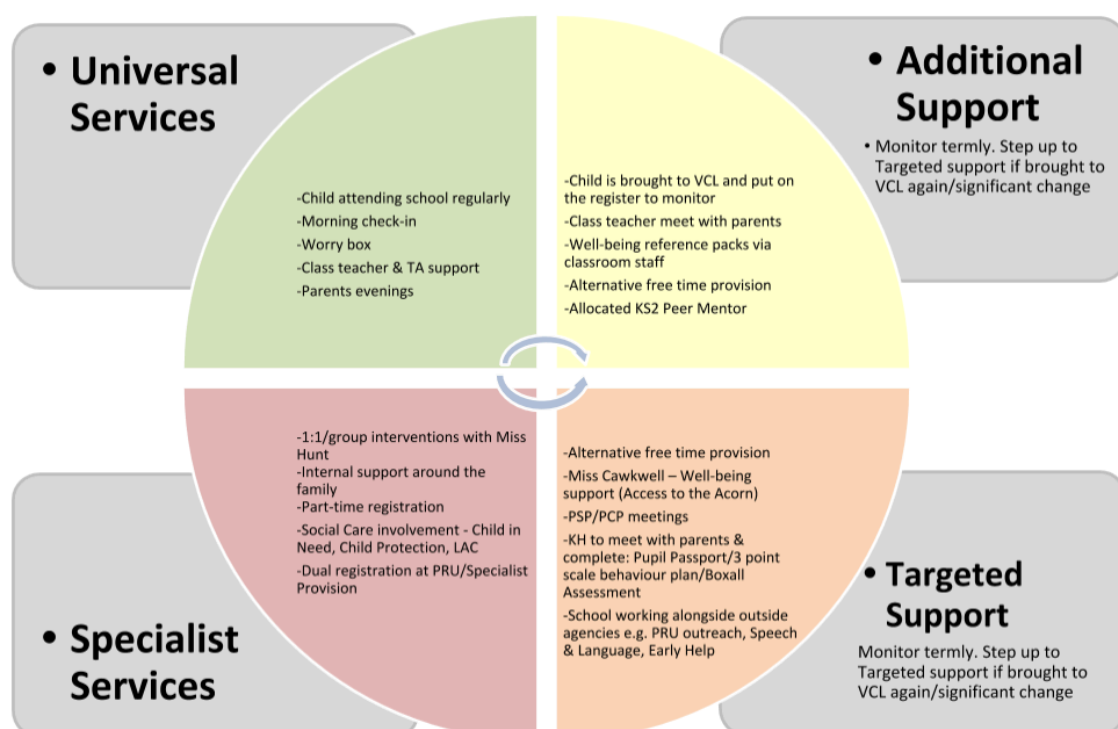 • Universal
Services
-Child attending school regularly
-Morning check-in
-Worry box
-Class teacher & TA support
-Parents evenings
• Additional
Support
• Monitor termly. Step up to
Targeted support if brought to
VCL again/significant change
-Child is brought to VCL and put on
the register to monitor
-Class teacher meet with parents
-Well-being reference packs via
classroom staff
-Alternative free time provision
-Allocated KS2 Peer Mentor
• Specialist
Services
-1:1/group interventions with Miss
Hunt
-Internal support around the
family
-Part-time registration
-Social Care involvement - Child in
Need, Child Protection, LAC
-Dual registration at PRU/Specialist
Provision
-Alternative free time provision
-Miss Cawkwell – Well-being
support (Access to the Acorn)
-PSP/PCP meetings
-KH to meet with parents &
complete: Pupil Passport/3 point
scale behaviour plan/Boxall
Assessment
-School working alongside outside
agencies e.g. PRU outreach, Speech
& Language, Early Help
• Targeted
Support
Monitor termly. Step up to
Targeted support if brought to
VCL again/significant change